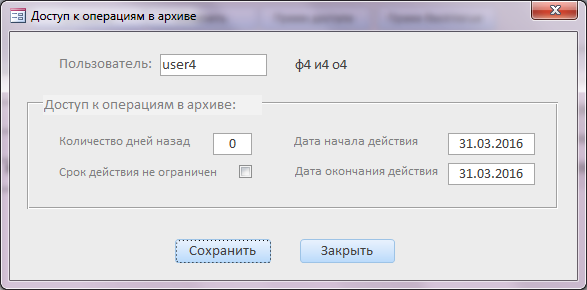 Доступ к операциям в архиве
Пользователь: user4 ф4 и4 о4
Доступ к операциям в архиве:
Количество дней назад 0 Дата начала действия 31.03.2016
Срок действия не ограничен Дата окончания действия 31.03.2016
Сохранить Закрыть